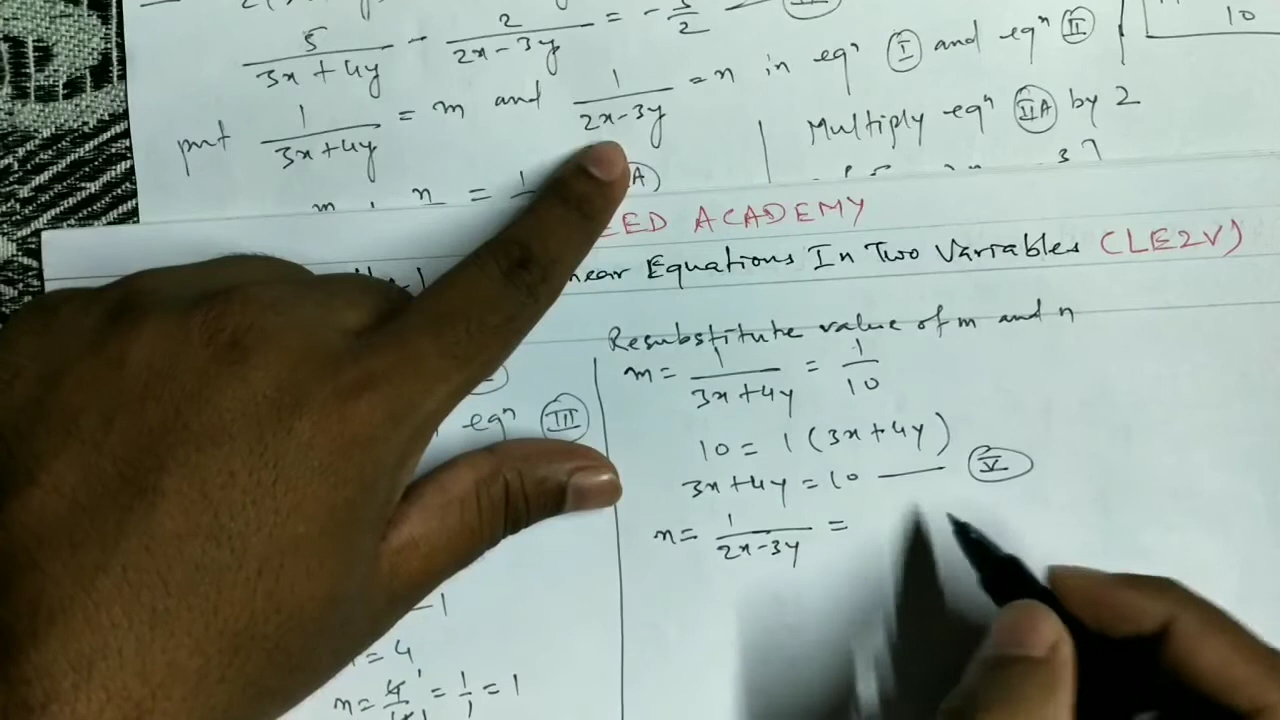 5/(3x+4y) - 2/(2x-3y) = -3/2
put 1/(3x+4y) = m and 1/(2x-3y) = n in eqⁿ (I) and eqⁿ (II)
10
Multiply eqⁿ (IIA) by 2
EED ACADEMY
near Equations In Two Variables (LE2V)
eqⁿ (III)
-1
= 4
= 1/1 = 1
Resubstitute value of m and n
m = 1/(3x+4y) = 1/10
10 = 1(3x+4y)
3x+4y = 10 — (V)
n = 1/(2x-3y) =